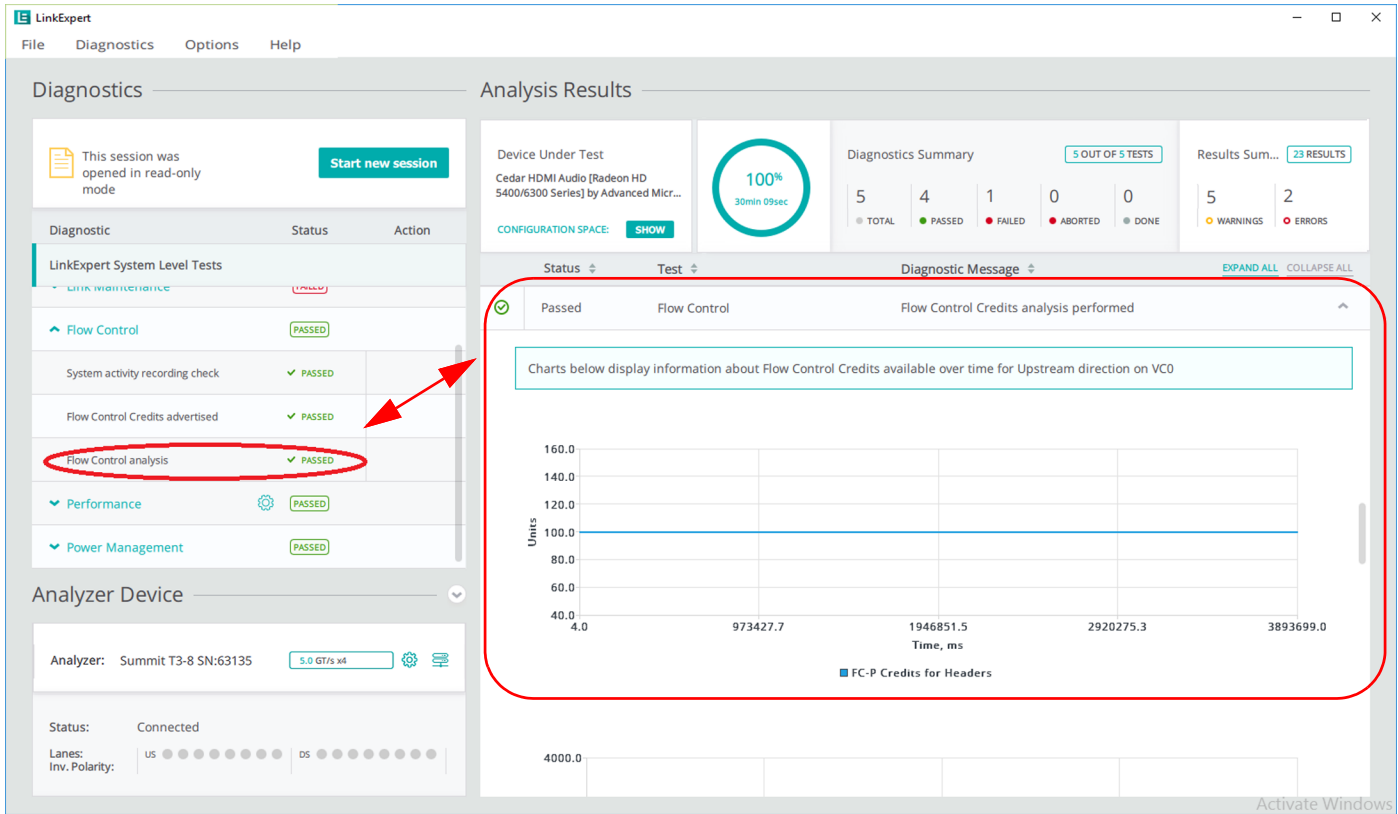 LinkExpert
File Diagnostics Options Help
Diagnostics
This session was
opened in read-only
mode
Start new session
Diagnostic Status Action
LinkExpert System Level Tests
Link Maintenance FAILED
Flow Control PASSED
System activity recording check PASSED
Flow Control Credits advertised PASSED
Flow Control analysis PASSED
Performance PASSED
Power Management PASSED
Analyzer Device
Analyzer: Summit T3-8 SN:63135 5.0 GT/s x4
Status: Connected
Lanes: US DS
Inv. Polarity:
Analysis Results
Device Under Test
Cedar HDMI Audio [Radeon HD
5400/6300 Series] by Advanced Micr...
CONFIGURATION SPACE: SHOW
100%
30min 09sec
Diagnostics Summary 5 OUT OF 5 TESTS
5 4 1 0 0
TOTAL PASSED FAILED ABORTED DONE
Results Sum... 23 RESULTS
5 2
WARNINGS ERRORS
Status Test Diagnostic Message EXPAND ALL COLLAPSE ALL
Passed Flow Control Flow Control Credits analysis performed
Charts below display information about Flow Control Credits available over time for Upstream direction on VC0
160.0
140.0
120.0
100.0
80.0
60.0
40.0
Units
4.0 973427.7 1946851.5 2920275.3 3893699.0
Time, ms
FC-P Credits for Headers
4000.0
Activate Windows